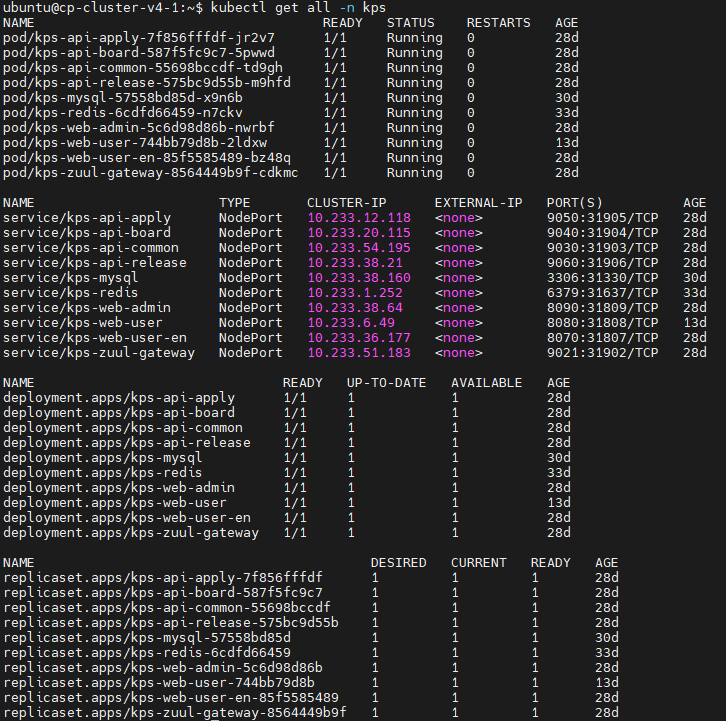 ubuntu@cp-cluster-v4-1:~$ kubectl get all -n kps
NAME READY STATUS RESTARTS AGE
pod/kps-api-apply-7f856fffdf-jr2v7 1/1 Running 0 28d
pod/kps-api-board-587f5fc9c7-5pwwd 1/1 Running 0 28d
pod/kps-api-common-55698bccdf-td9gh 1/1 Running 0 28d
pod/kps-api-release-575bc9d55b-m9hfd 1/1 Running 0 28d
pod/kps-mysql-57558bd85d-x9n6b 1/1 Running 0 30d
pod/kps-redis-6cdfd66459-n7ckv 1/1 Running 0 33d
pod/kps-web-admin-5c6d98d86b-nwrbf 1/1 Running 0 28d
pod/kps-web-user-744bb79d8b-2ldxw 1/1 Running 0 13d
pod/kps-web-user-en-85f5585489-bz48q 1/1 Running 0 28d
pod/kps-zuul-gateway-8564449b9f-cdkmc 1/1 Running 0 28d
NAME TYPE CLUSTER-IP EXTERNAL-IP PORT(S) AGE
service/kps-api-apply NodePort 10.233.12.118 <none> 9050:31905/TCP 28d
service/kps-api-board NodePort 10.233.20.115 <none> 9040:31904/TCP 28d
service/kps-api-common NodePort 10.233.54.195 <none> 9030:31903/TCP 28d
service/kps-api-release NodePort 10.233.38.21 <none> 9060:31906/TCP 28d
service/kps-mysql NodePort 10.233.38.160 <none> 3306:31330/TCP 30d
service/kps-redis NodePort 10.233.1.252 <none> 6379:31637/TCP 33d
service/kps-web-admin NodePort 10.233.38.64 <none> 8090:31809/TCP 28d
service/kps-web-user NodePort 10.233.6.49 <none> 8080:31808/TCP 13d
service/kps-web-user-en NodePort 10.233.36.177 <none> 8070:31807/TCP 28d
service/kps-zuul-gateway NodePort 10.233.51.183 <none> 9021:31902/TCP 28d
NAME READY UP-TO-DATE AVAILABLE AGE
deployment.apps/kps-api-apply 1/1 1 1 28d
deployment.apps/kps-api-board 1/1 1 1 28d
deployment.apps/kps-api-common 1/1 1 1 28d
deployment.apps/kps-api-release 1/1 1 1 28d
deployment.apps/kps-mysql 1/1 1 1 30d
deployment.apps/kps-redis 1/1 1 1 33d
deployment.apps/kps-web-admin 1/1 1 1 28d
deployment.apps/kps-web-user 1/1 1 1 13d
deployment.apps/kps-web-user-en 1/1 1 1 28d
deployment.apps/kps-zuul-gateway 1/1 1 1 28d
NAME DESIRED CURRENT READY AGE
replicaset.apps/kps-api-apply-7f856fffdf 1 1 1 28d
replicaset.apps/kps-api-board-587f5fc9c7 1 1 1 28d
replicaset.apps/kps-api-common-55698bccdf 1 1 1 28d
replicaset.apps/kps-api-release-575bc9d55b 1 1 1 28d
replicaset.apps/kps-mysql-57558bd85d 1 1 1 30d
replicaset.apps/kps-redis-6cdfd66459 1 1 1 33d
replicaset.apps/kps-web-admin-5c6d98d86b 1 1 1 28d
replicaset.apps/kps-web-user-744bb79d8b 1 1 1 13d
replicaset.apps/kps-web-user-en-85f5585489 1 1 1 28d
replicaset.apps/kps-zuul-gateway-8564449b9f 1 1 1 28d